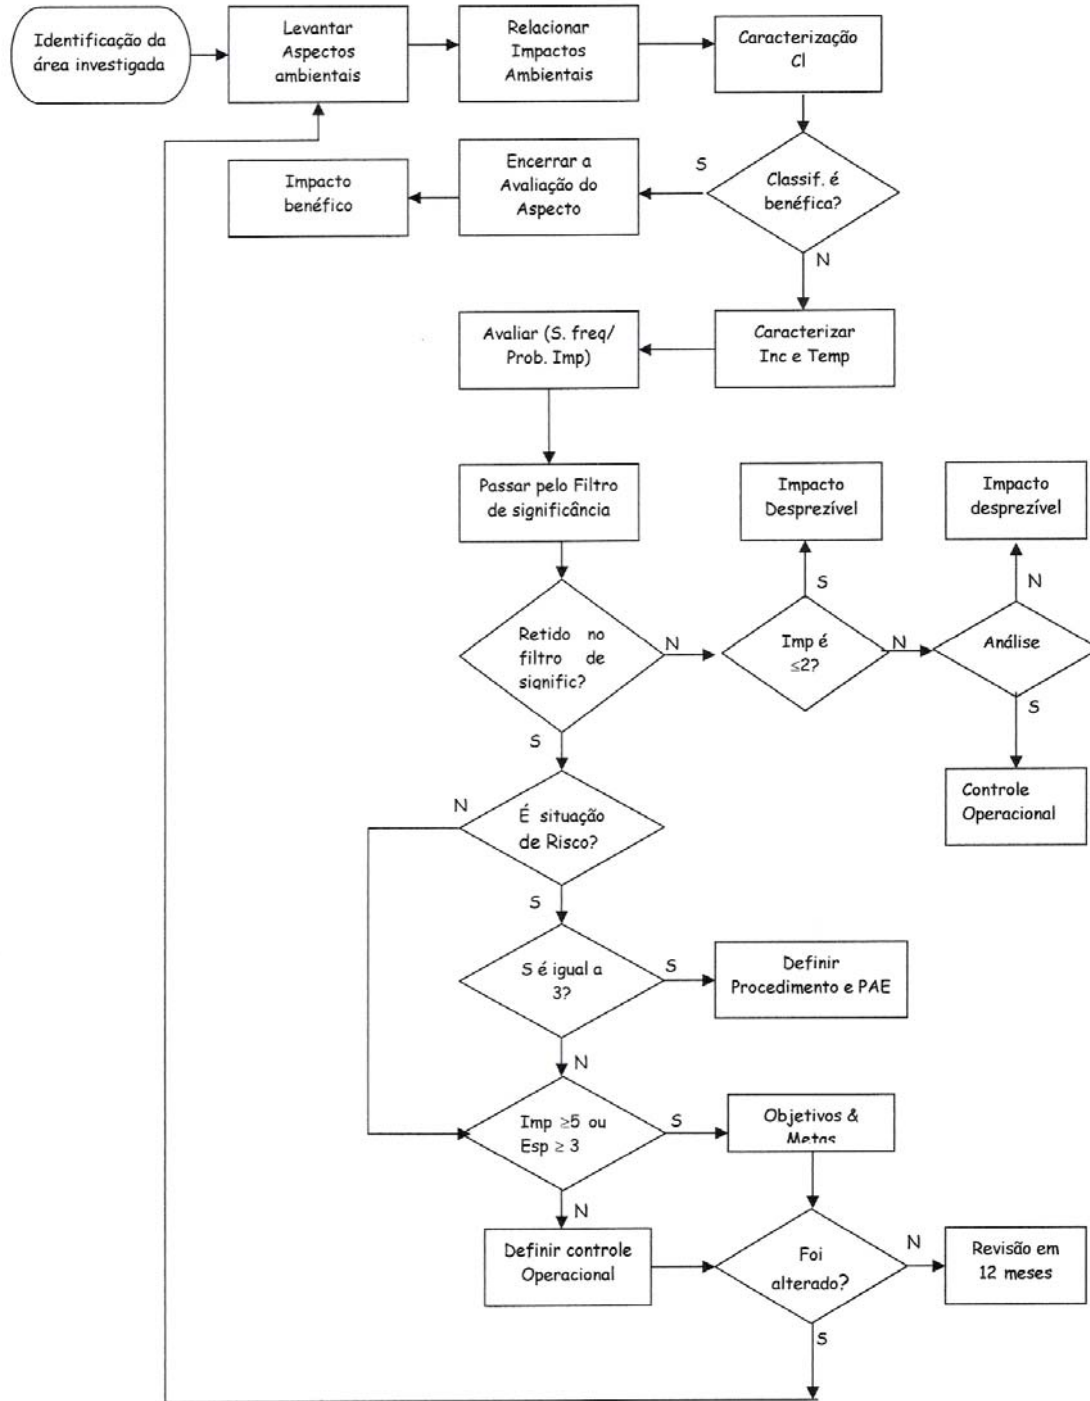 Identificação da
área investigada
Levantar
Aspectos
ambientais
Relacionar
Impactos
Ambientais
Caracterização
Cl
Impacto
benéfico
Encerrar a
Avaliação do
Aspecto
S
Classif. é
benéfica?
N
Avaliar (S. freq/
Prob. Imp)
Caracterizar
Inc e Temp
Passar pelo Filtro
de significância
Impacto
Desprezível
Impacto
desprezível
S
N
Retido no
filtro de
signific?
N
Imp é
≤2?
N
Análise
S
S
Controle
Operacional
N
É situação
de Risco?
S
S é igual a
3?
S
Definir
Procedimento e PAE
N
Imp ≥5 ou
Esp ≥ 3
S
Objetivos &
Metas
N
Definir controle
Operacional
Foi
alterado?
N
Revisão em
12 meses
S